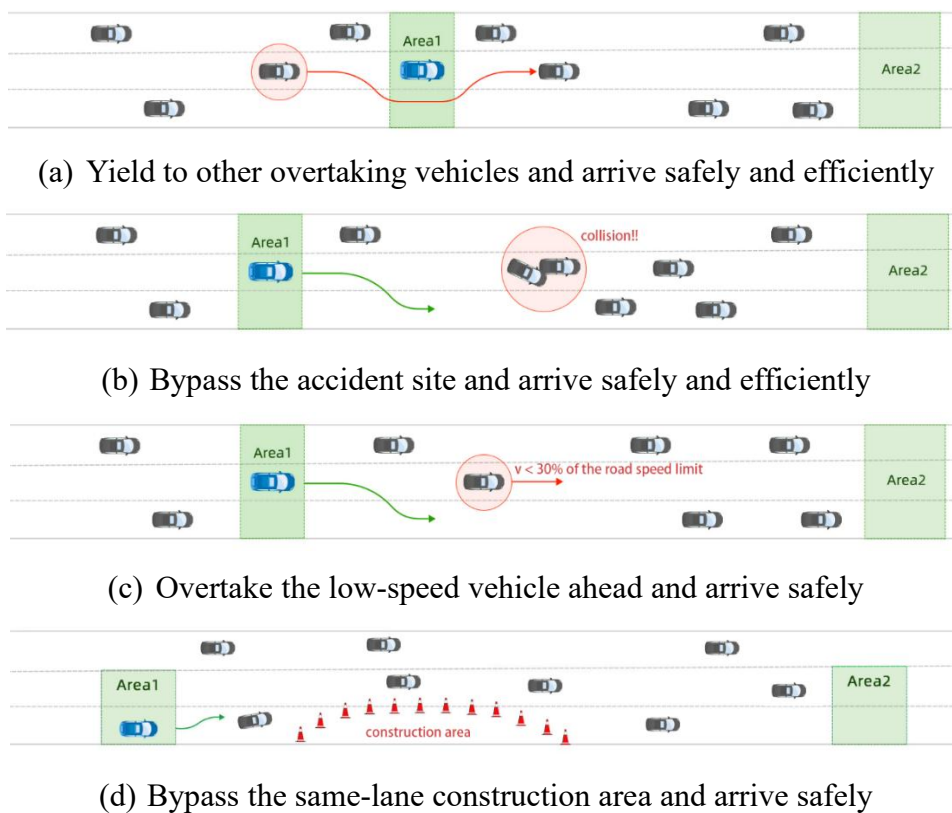 Area1
Area2
(a) Yield to other overtaking vehicles and arrive safely and efficiently
collision!!
Area1
Area2
(b) Bypass the accident site and arrive safely and efficiently
Area1
v < 30% of the road speed limit
Area2
(c) Overtake the low-speed vehicle ahead and arrive safely
Area1
Area2
construction area
(d) Bypass the same-lane construction area and arrive safely